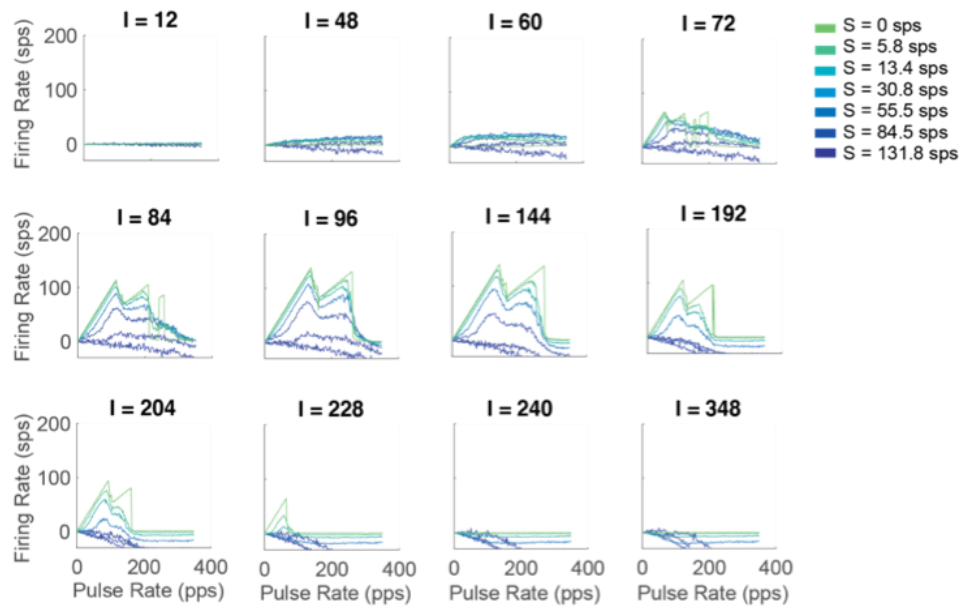 I = 12
I = 48
I = 60
I = 72
S = 0 sps
S = 5.8 sps
S = 13.4 sps
S = 30.8 sps
S = 55.5 sps
S = 84.5 sps
S = 131.8 sps
Firing Rate (sps)
200
100
0
I = 84
I = 96
I = 144
I = 192
Firing Rate (sps)
200
100
0
I = 204
I = 228
I = 240
I = 348
Firing Rate (sps)
200
100
0
0 200 400
0 200 400
0 200 400
0 200 400
Pulse Rate (pps)
Pulse Rate (pps)
Pulse Rate (pps)
Pulse Rate (pps)